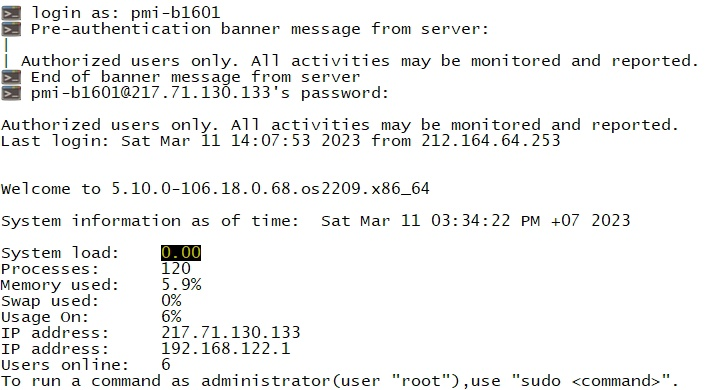 login as: pmi-b1601
Pre-authentication banner message from server:
|
| Authorized users only. All activities may be monitored and reported.
End of banner message from server
pmi-b1601@217.71.130.133's password:
Authorized users only. All activities may be monitored and reported.
Last login: Sat Mar 11 14:07:53 2023 from 212.164.64.253
Welcome to 5.10.0-106.18.0.68.os2209.x86_64
System information as of time:  Sat Mar 11 03:34:22 PM +07 2023
System load:    0.00
Processes:      120
Memory used:    5.9%
Swap used:      0%
Usage On:       6%
IP address:     217.71.130.133
IP address:     192.168.122.1
Users online:   6
To run a command as administrator(user "root"),use "sudo <command>".